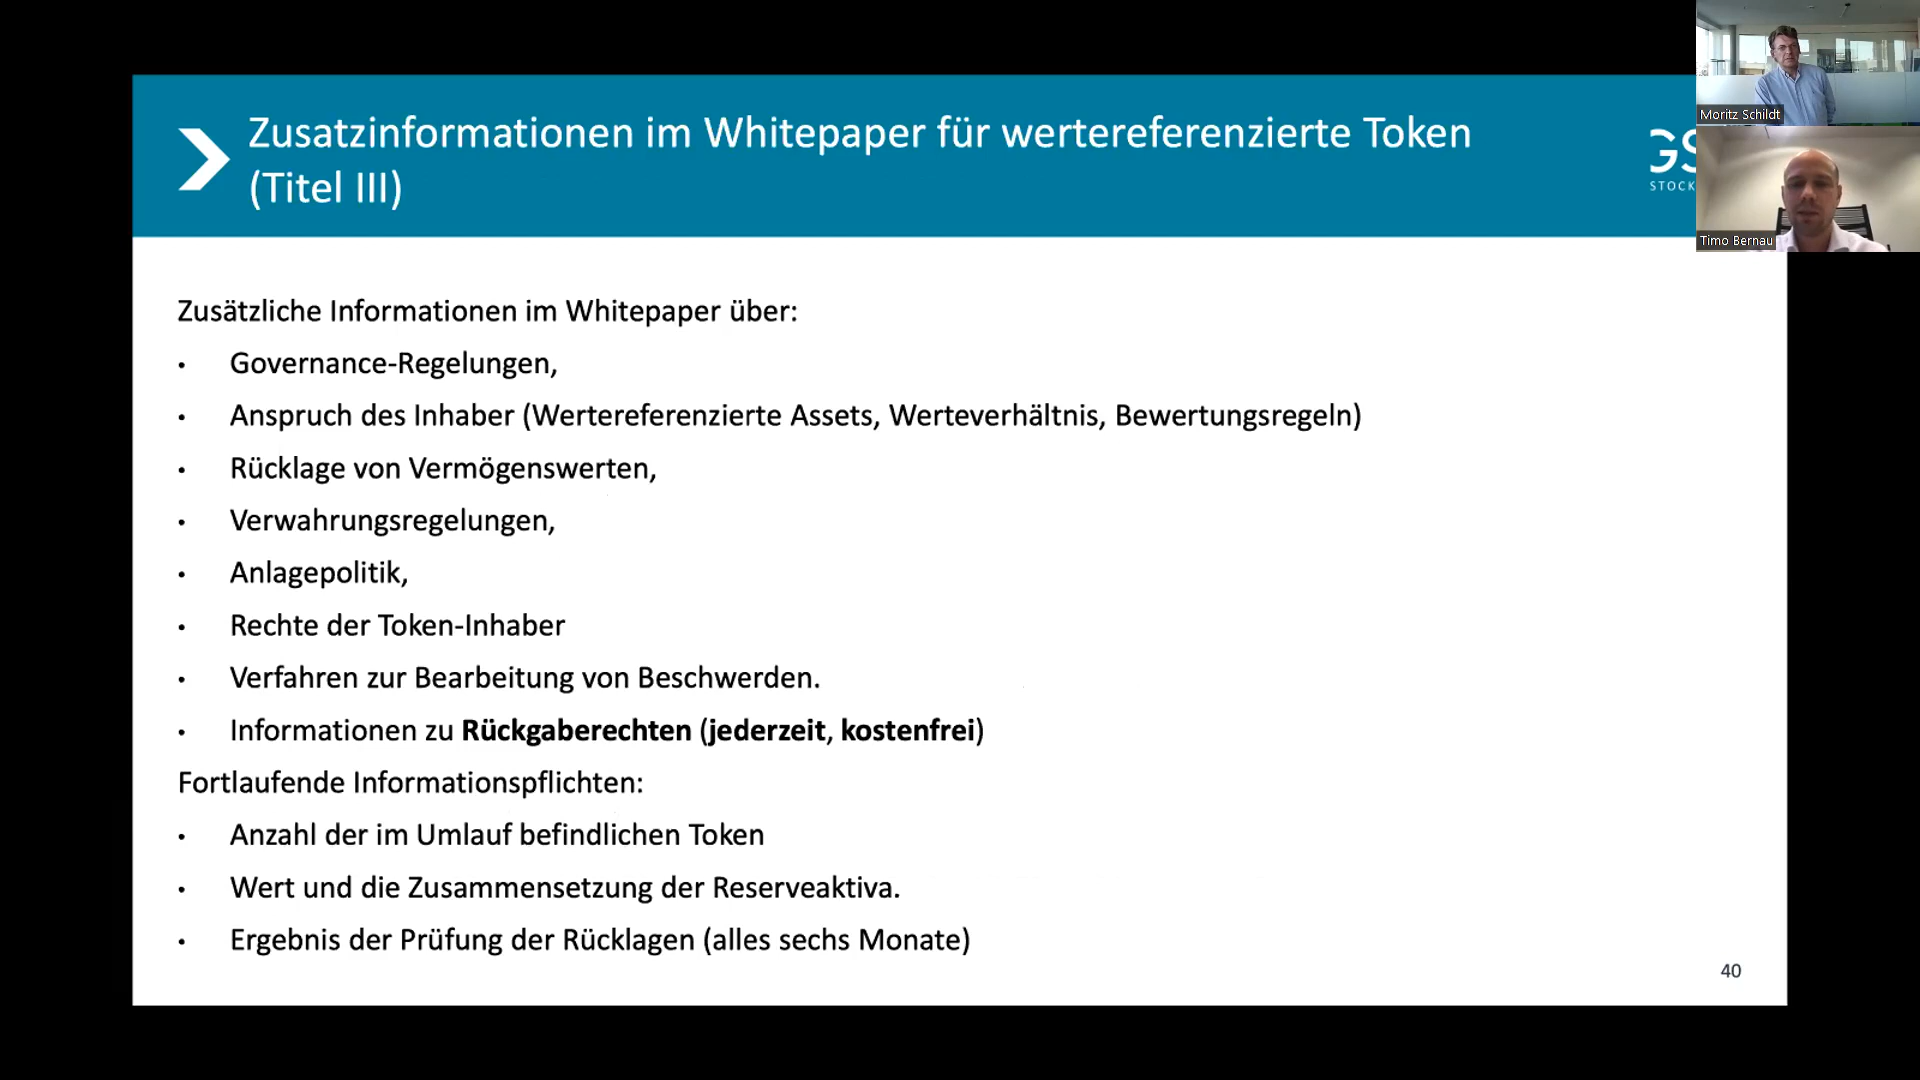 Zusatzinformationen im Whitepaper für wertereferenzierte Token
(Titel III)
Moritz Schildt
Timo Bernau
Zusätzliche Informationen im Whitepaper über:
• Governance-Regelungen,
• Anspruch des Inhaber (Wertereferenzierte Assets, Werteverhältnis, Bewertungsregeln)
• Rücklage von Vermögenswerten,
• Verwahrungsregelungen,
• Anlagepolitik,
• Rechte der Token-Inhaber
• Verfahren zur Bearbeitung von Beschwerden.
• Informationen zu Rückgaberechten (jederzeit, kostenfrei)
Fortlaufende Informationspflichten:
• Anzahl der im Umlauf befindlichen Token
• Wert und die Zusammensetzung der Reserveaktiva.
• Ergebnis der Prüfung der Rücklagen (alles sechs Monate)
40